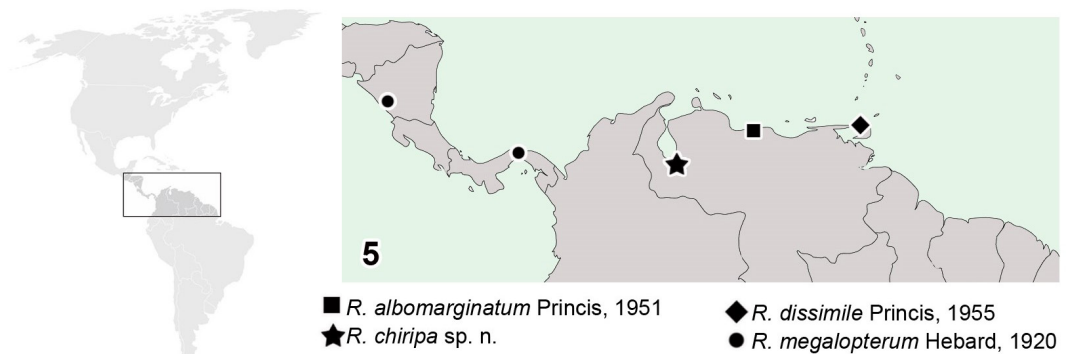 5
R. albomarginatum Princis, 1951
R. chiripa sp. n.
R. dissimile Princis, 1955
R. megalopterum Hebard, 1920